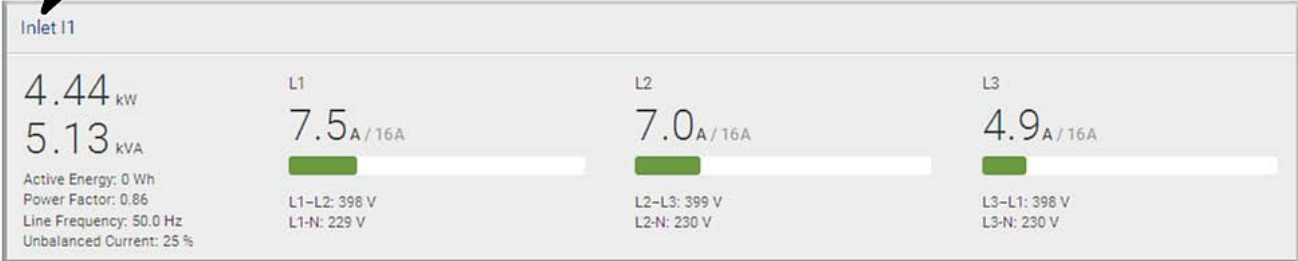 Inlet I1
4.44 kW
5.13 kVA
Active Energy: 0 Wh
Power Factor: 0.86
Line Frequency: 50.0 Hz
Unbalanced Current: 25 %
L1
7.5A / 16A
L1–L2: 398 V
L1-N: 229 V
L2
7.0A / 16A
L2–L3: 399 V
L2-N: 230 V
L3
4.9A / 16A
L3–L1: 398 V
L3-N: 230 V